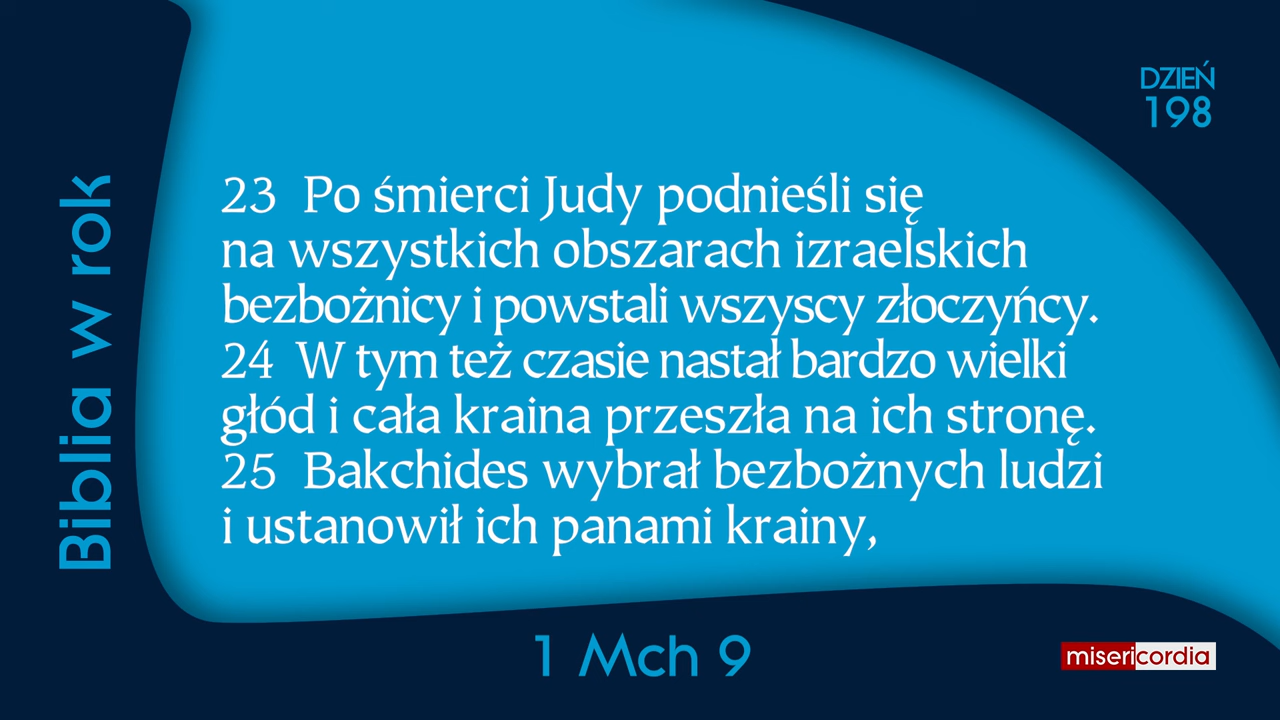 DZIEŃ
198
Biblia w rok
23 Po śmierci Judy podnieśli się
na wszystkich obszarach izraelskich
bezbożnicy i powstali wszyscy złoczyńcy.
24 W tym też czasie nastał bardzo wielki
głód i cała kraina przeszła na ich stronę.
25 Bakchides wybrał bezbożnych ludzi
i ustanowił ich panami krainy,
1 Mch 9
misericordia